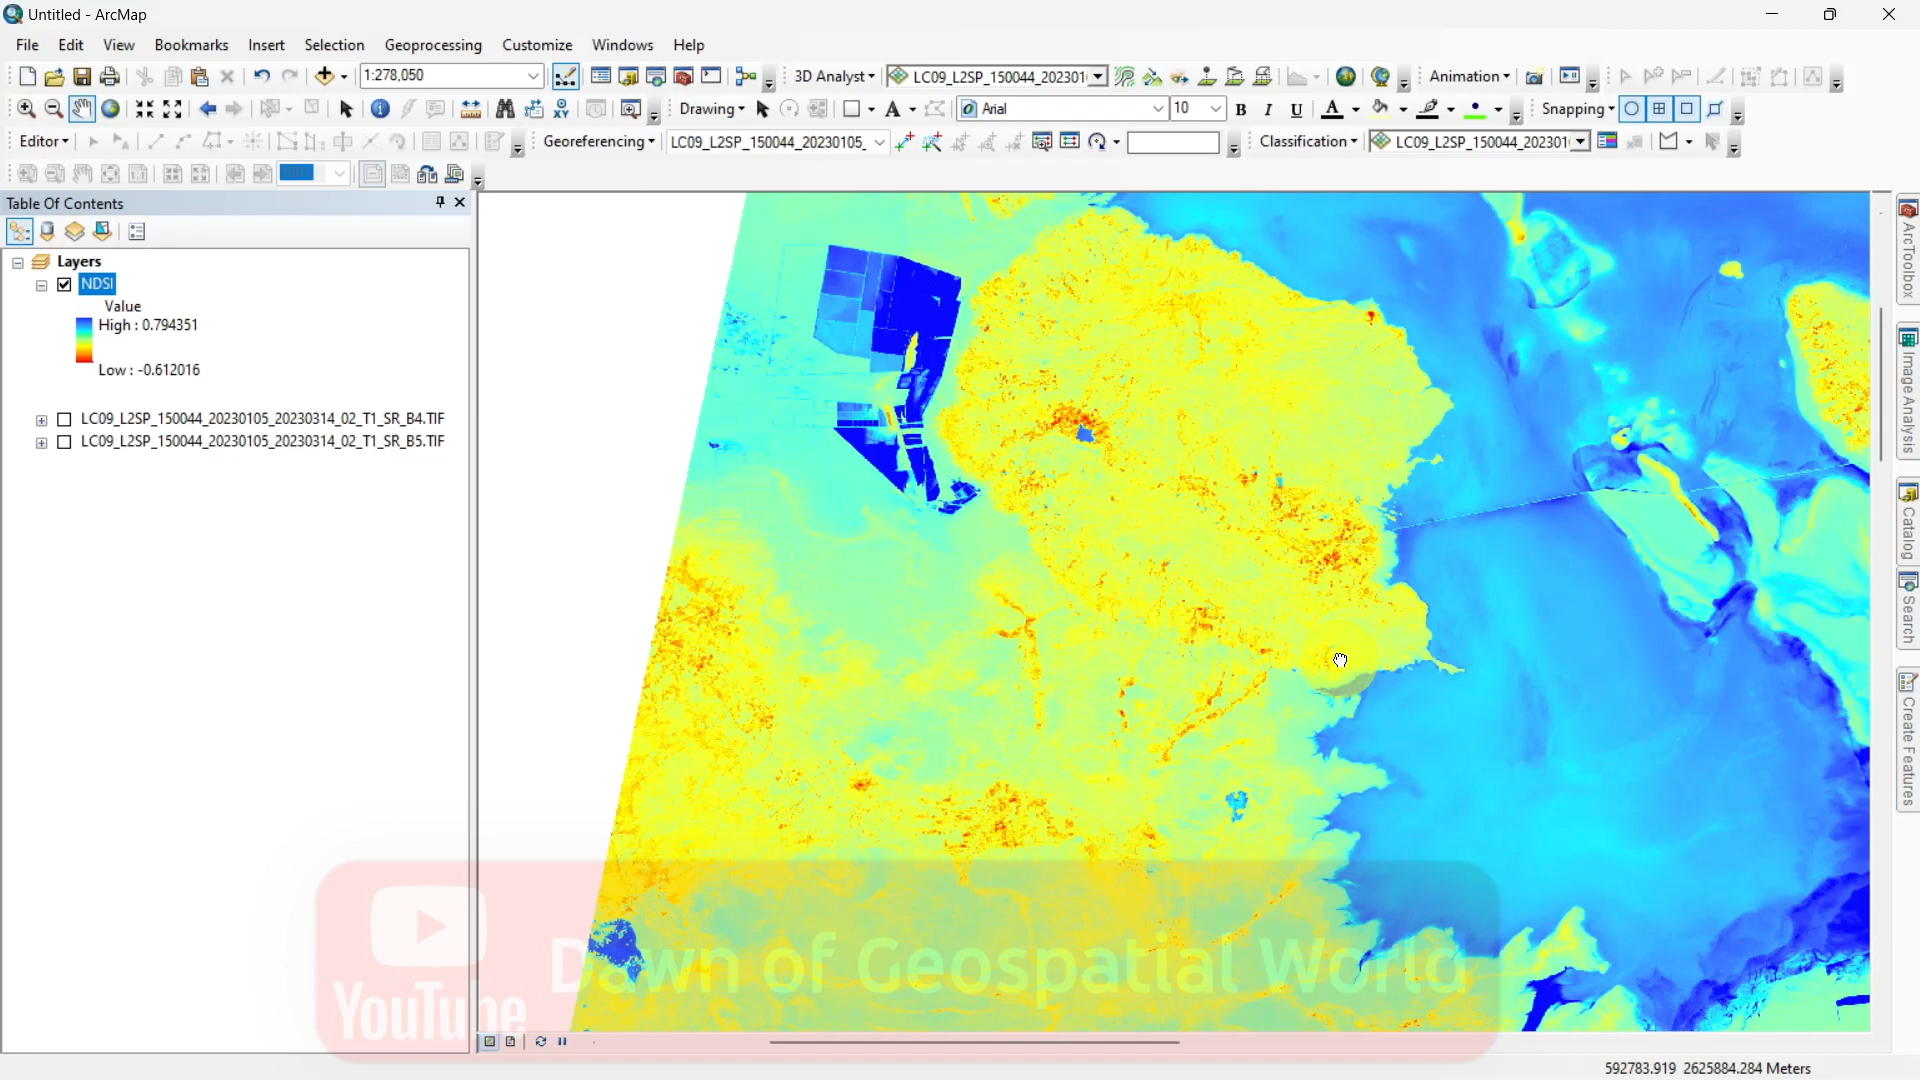 Untitled - ArcMap
File Edit View Bookmarks Insert Selection Geoprocessing Customize Windows Help
1:278,050 3D Analyst LC09_L2SP_150044_202301 Animation
Drawing A Arial 10 B I U A Snapping
Editor Georeferencing LC09_L2SP_150044_20230105_ Classification LC09_L2SP_150044_202301
Table Of Contents
Layers
NDSI
Value
High : 0.794351
Low : -0.612016
LC09_L2SP_150044_20230105_20230314_02_T1_SR_B4.TIF
LC09_L2SP_150044_20230105_20230314_02_T1_SR_B5.TIF
ArcToolbox
Image Analysis
Catalog
Search
Create Features
YouTube
Dawn of Geospatial World
592783.919 2625884.284 Meters